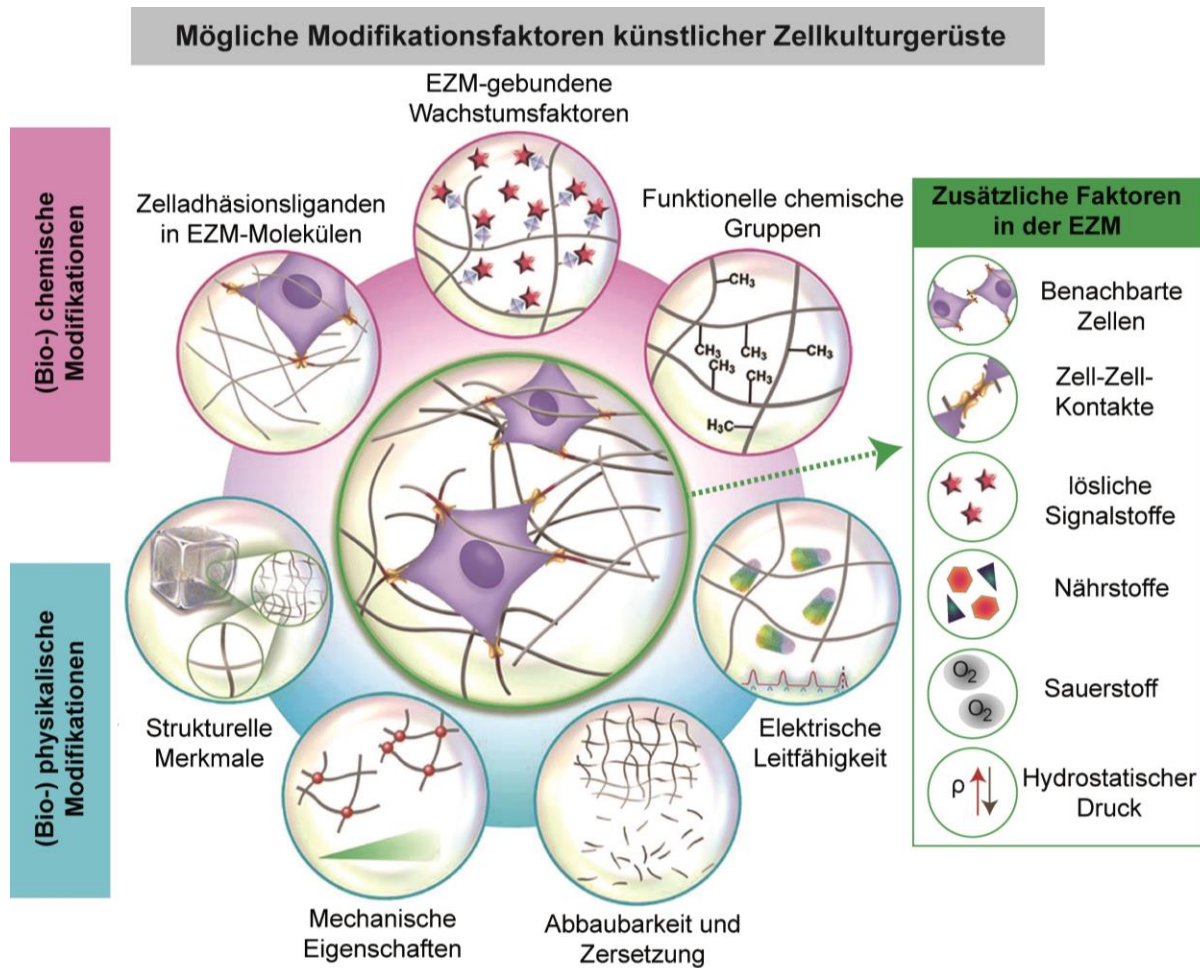 Mögliche Modifikationsfaktoren künstlicher Zellkulturgerüste
(Bio-) chemische
Modifikationen
(Bio-) physikalische
Modifikationen
EZM-gebundene
Wachstumsfaktoren
Zelladhäsionsliganden
in EZM-Molekülen
Funktionelle chemische
Gruppen
CH₃
CH₃
CH₃
CH₃
CH₃
CH₃
H₃C
Strukturelle
Merkmale
Mechanische
Eigenschaften
Abbaubarkeit und
Zersetzung
Elektrische
Leitfähigkeit
Zusätzliche Faktoren
in der EZM
Benachbarte
Zellen
Zell-Zell-
Kontakte
lösliche
Signalstoffe
Nährstoffe
O₂
O₂
Sauerstoff
ρ
Hydrostatischer
Druck